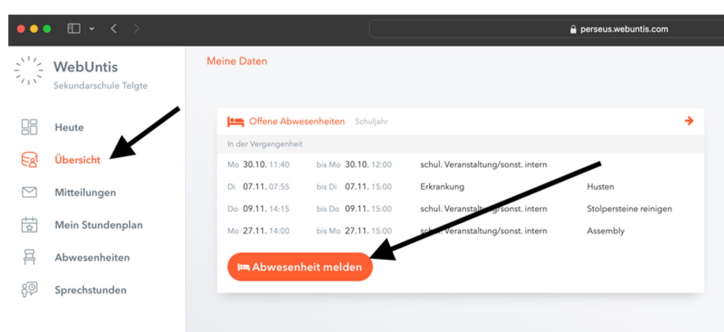 perseus.webuntis.com
WebUntis
Sekundarschule Telgte
Meine Daten
Heute
Übersicht
Mitteilungen
Mein Stundenplan
Abwesenheiten
Sprechstunden
Offene Abwesenheiten Schuljahr
In der Vergangenheit
Mo 30.10. 11:40 bis Mo 30.10. 12:00 schul. Veranstaltung/sonst. intern
Di 07.11. 07:55 bis Di 07.11. 15:00 Erkrankung Husten
Do 09.11. 14:15 bis Do 09.11. 15:00 schul. Veranstaltung/sonst. intern Stolpersteine reinigen
Mo 27.11. 14:00 bis Mo 27.11. 15:00 schul. Veranstaltung/sonst. intern Assembly
Abwesenheit melden